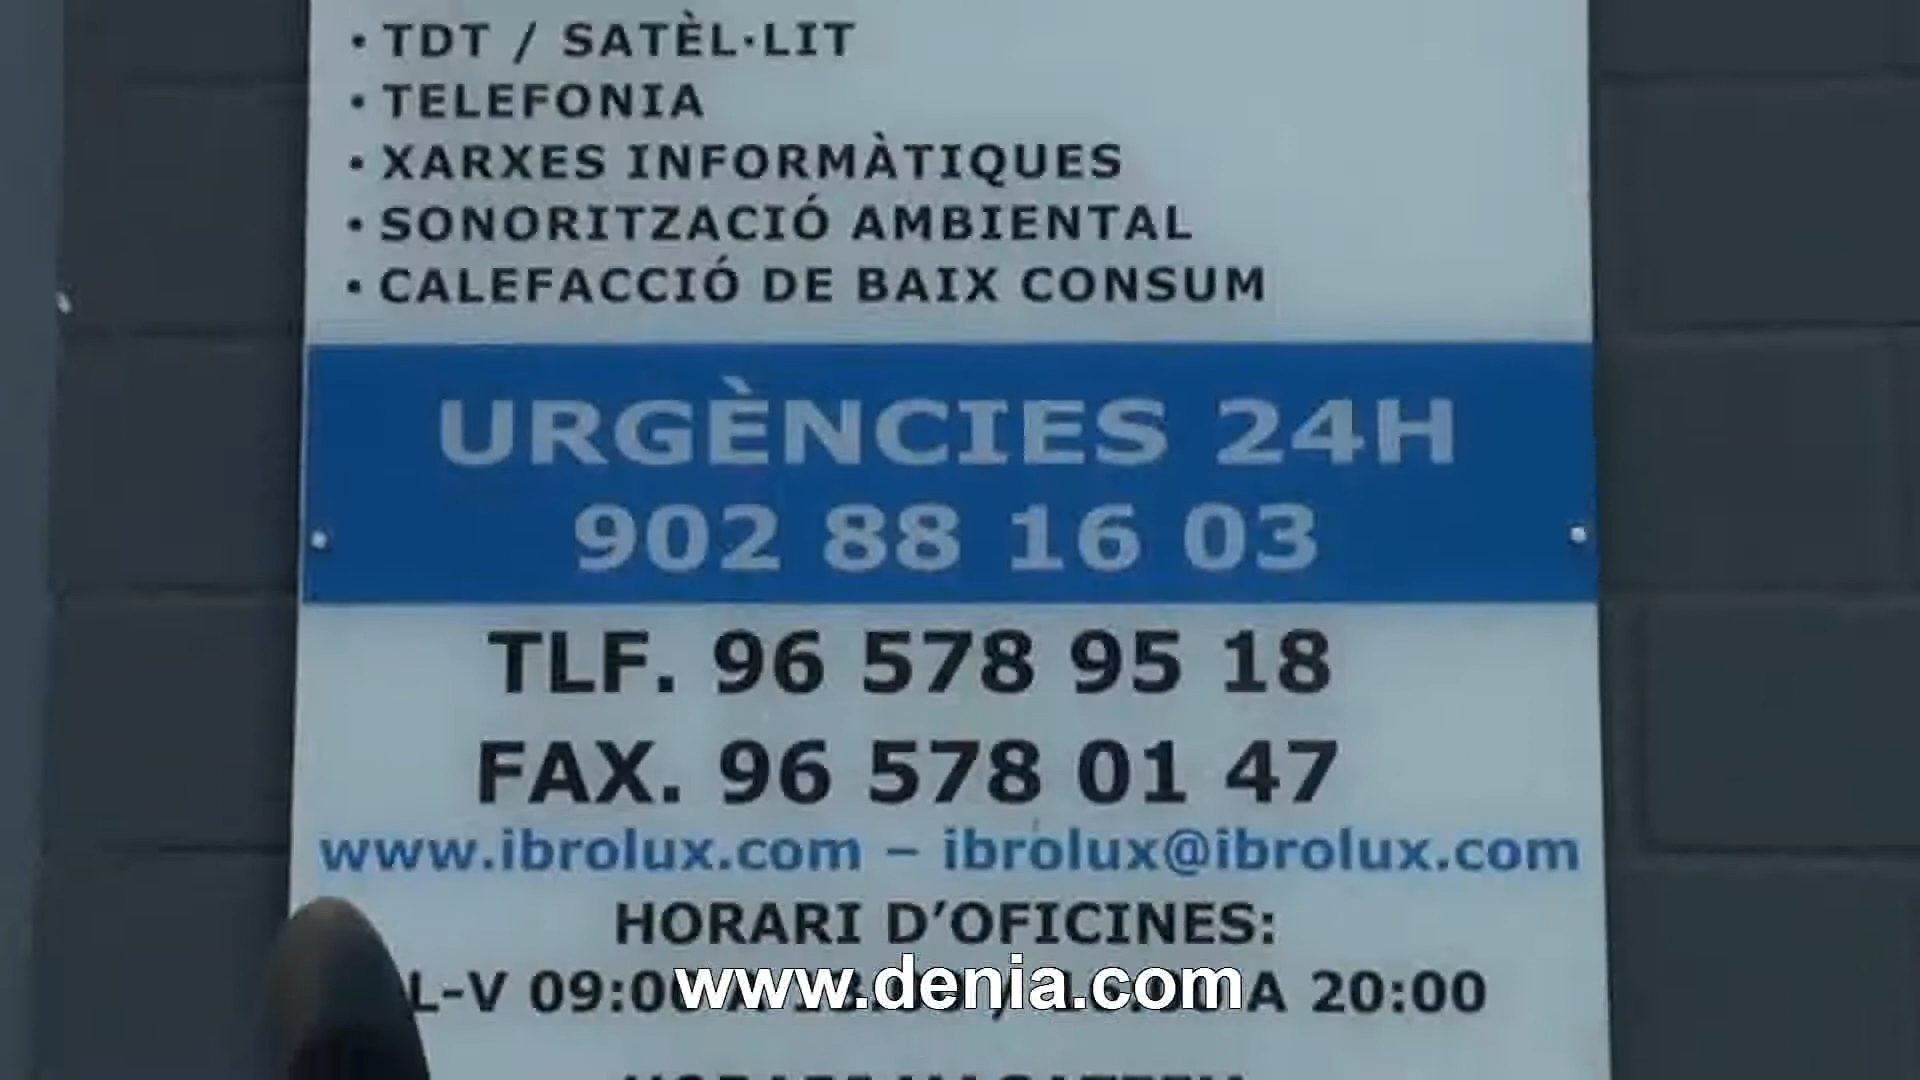 • TDT / SATÈL·LIT
• TELEFONIA
• XARXES INFORMÀTIQUES
• SONORITZACIÓ AMBIENTAL
• CALEFACCIÓ DE BAIX CONSUM
URGÈNCIES 24H
902 88 16 03
TLF. 96 578 95 18
FAX. 96 578 01 47
www.ibrolux.com – ibrolux@ibrolux.com
HORARI D’OFICINES:
L-V 09:00 A 20:00
www.denia.com